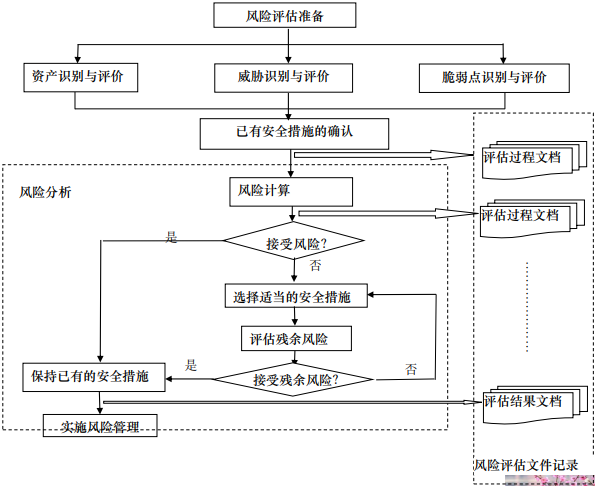 风险评估准备
资产识别与评价
威胁识别与评价
脆弱点识别与评价
已有安全措施的确认
评估过程文档
风险分析
风险计算
评估过程文档
是
接受风险?
否
选择适当的安全措施
评估残余风险
是
接受残余风险?
否
保持已有的安全措施
评估结果文档
实施风险管理
风险评估文件记录